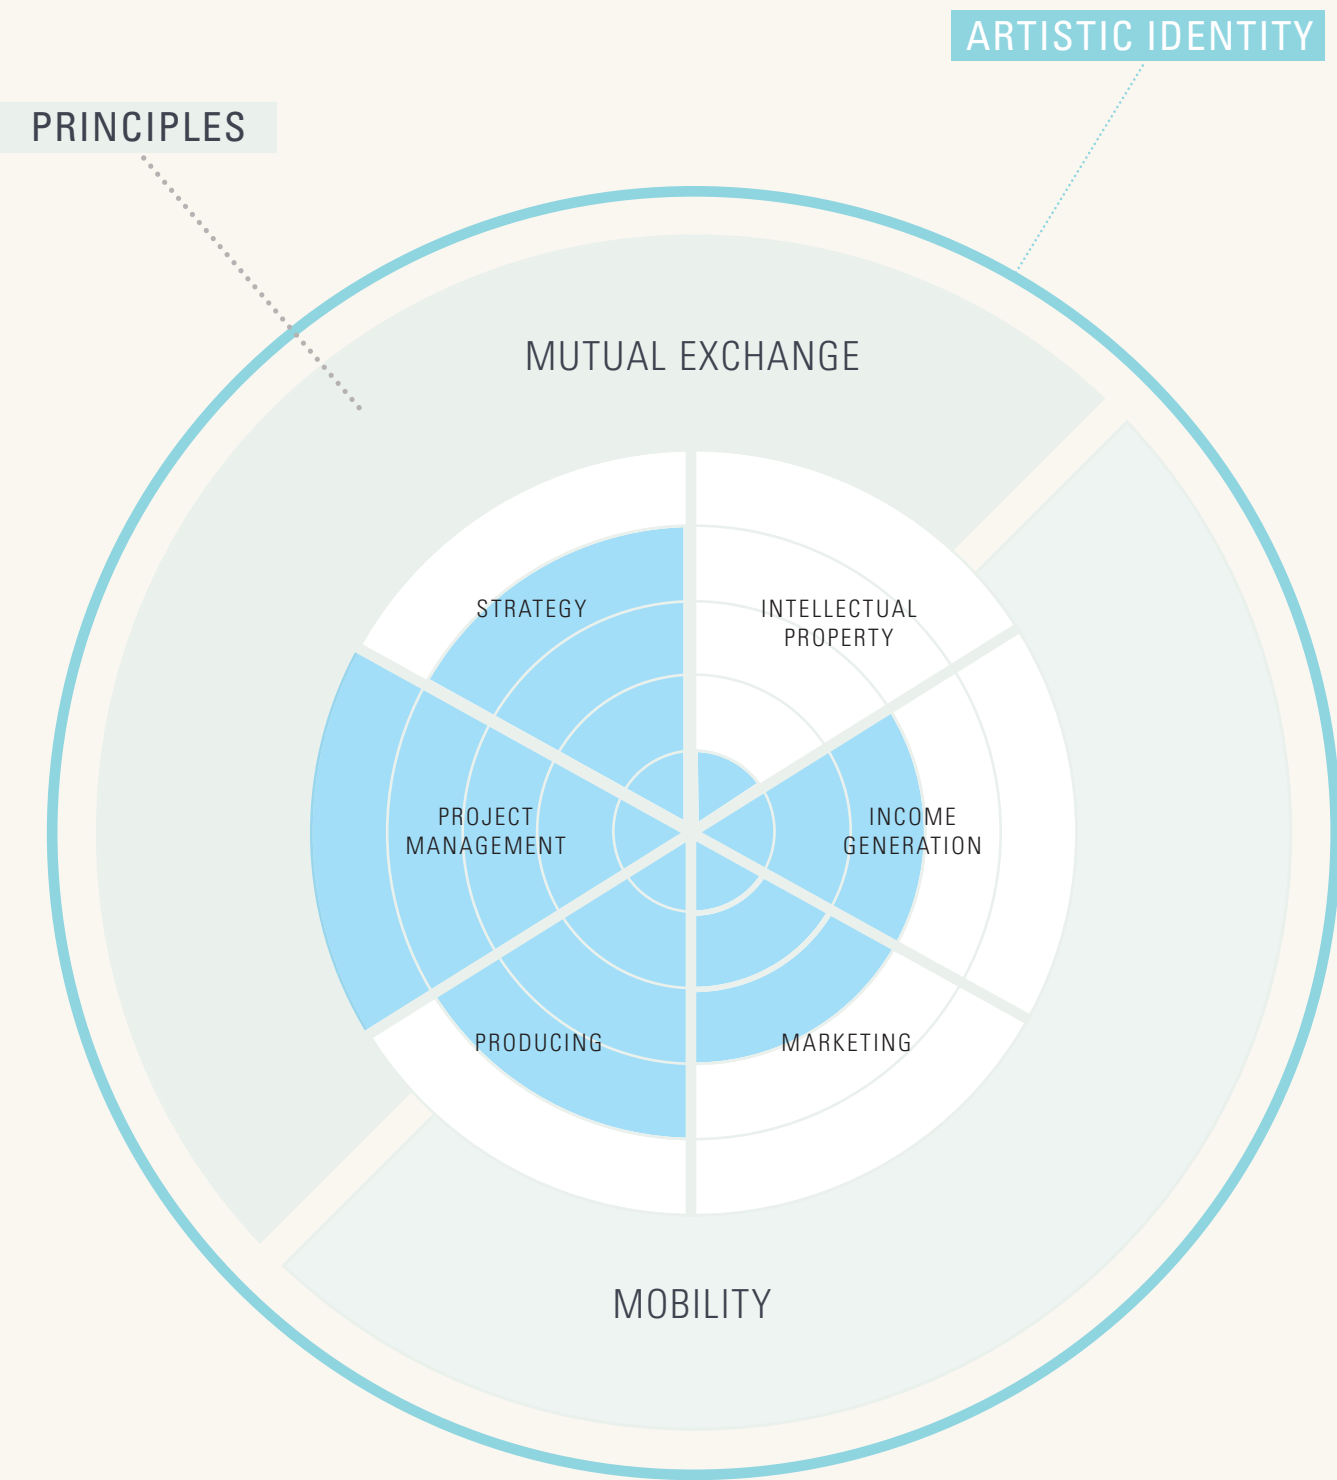 ARTISTIC IDENTITY
PRINCIPLES
MUTUAL EXCHANGE
STRATEGY
INTELLECTUAL
PROPERTY
PROJECT
MANAGEMENT
INCOME
GENERATION
PRODUCING
MARKETING
MOBILITY